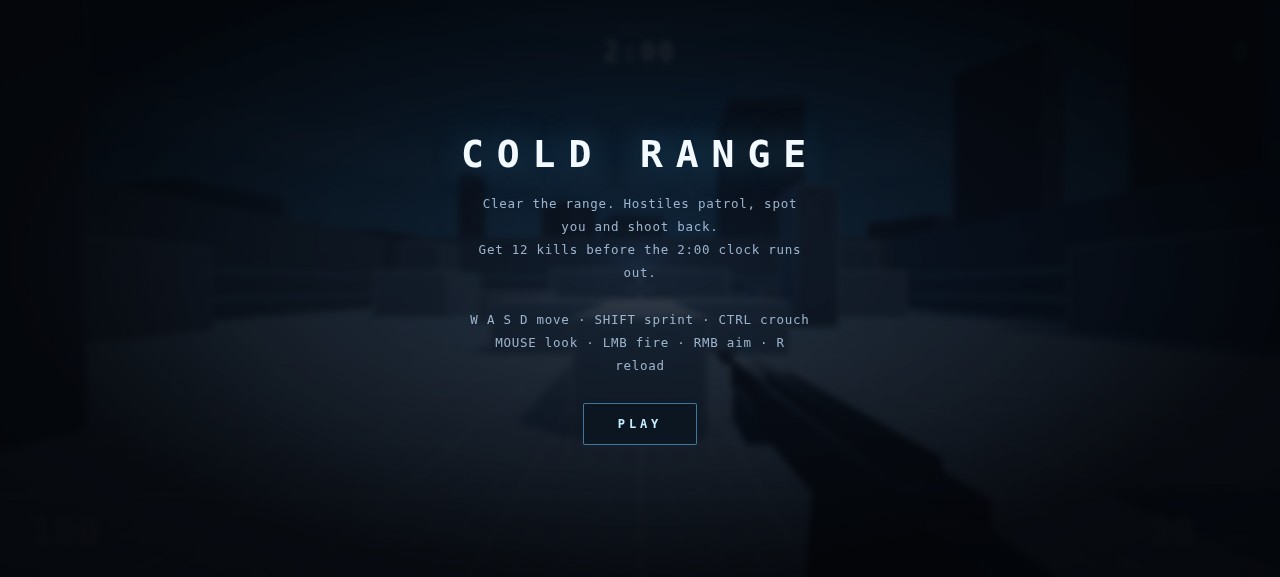 2:00
COLD RANGE
Clear the range. Hostiles patrol, spot
you and shoot back.
Get 12 kills before the 2:00 clock runs
out.
W A S D move · SHIFT sprint · CTRL crouch
MOUSE look · LMB fire · RMB aim · R
reload
PLAY